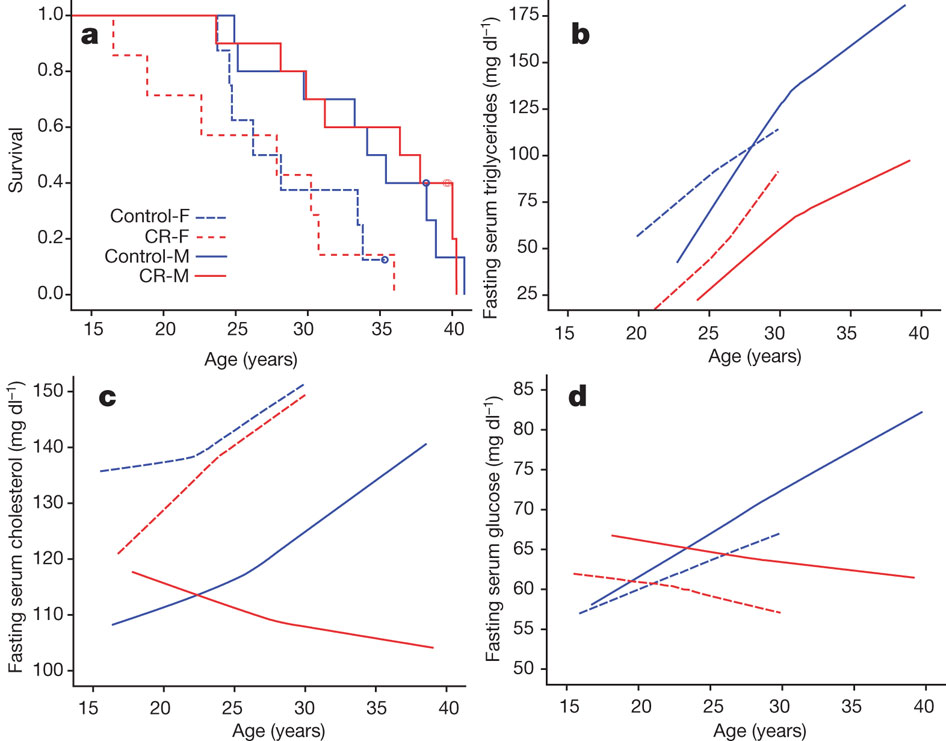 a
Survival
1.0
0.8
0.6
0.4
0.2
0.0
Control-F
CR-F
Control-M
CR-M
15 20 25 30 35 40
Age (years)
b
Fasting serum triglycerides (mg dl–1)
175
150
125
100
75
50
25
15 20 25 30 35 40
Age (years)
c
Fasting serum cholesterol (mg dl–1)
150
140
130
120
110
100
15 20 25 30 35 40
Age (years)
d
Fasting serum glucose (mg dl–1)
85
80
75
70
65
60
55
50
15 20 25 30 35 40
Age (years)